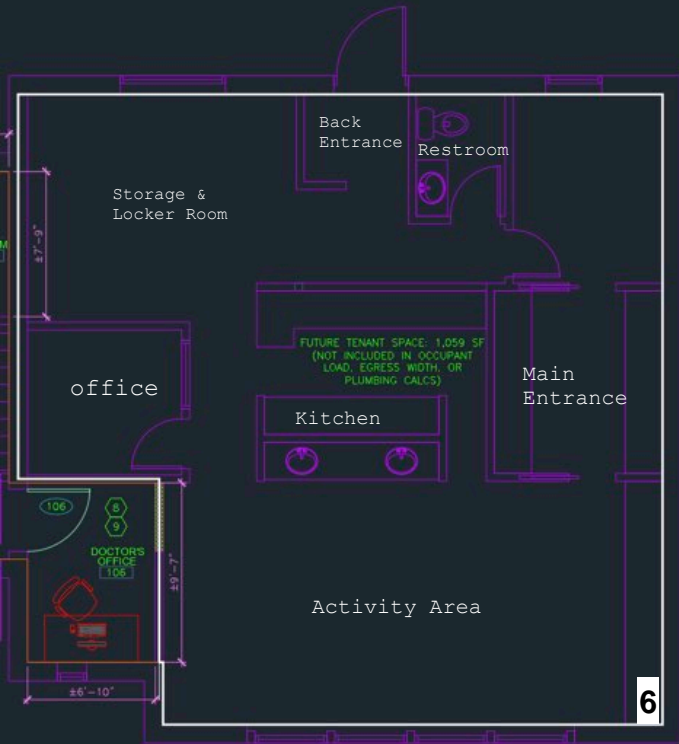 Back
Entrance
Restroom
Storage &
Locker Room
±7'-9"
M
FUTURE TENANT SPACE: 1,059 SF
(NOT INCLUDED IN OCCUPANT
LOAD, EGRESS WIDTH, OR
PLUMBING CALCS)
office
Main
Entrance
Kitchen
106
8
9
DOCTOR'S
OFFICE
106
±9'-7"
Activity Area
±6'-10"
6